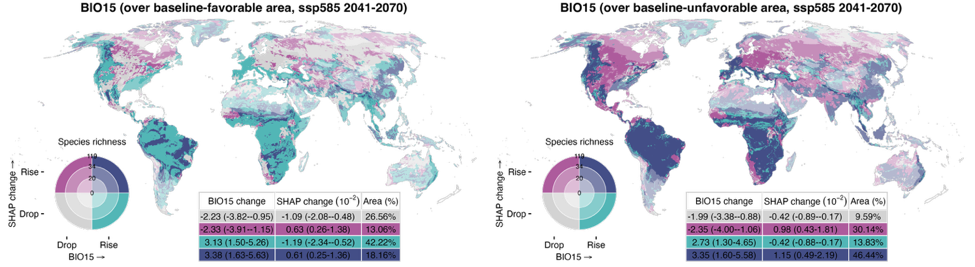 BIO15 (over baseline-favorable area, ssp585 2041-2070)
Species richness
119
34
20
0
SHAP change →
Rise
Drop
Drop
Rise
BIO15 →
BIO15 change SHAP change (10⁻²) Area (%)
-2.23 (-3.82--0.95) -1.09 (-2.08--0.48) 26.56%
-2.33 (-3.91--1.15) 0.63 (0.26-1.38) 13.06%
3.13 (1.50-5.26) -1.19 (-2.34--0.52) 42.22%
3.38 (1.63-5.63) 0.61 (0.25-1.36) 18.16%
BIO15 (over baseline-unfavorable area, ssp585 2041-2070)
Species richness
119
34
20
0
SHAP change →
Rise
Drop
Drop
Rise
BIO15 →
BIO15 change SHAP change (10⁻²) Area (%)
-1.99 (-3.38--0.88) -0.42 (-0.89--0.17) 9.59%
-2.35 (-4.00--1.06) 0.98 (0.43-1.81) 30.14%
2.73 (1.30-4.65) -0.42 (-0.88--0.17) 13.83%
3.35 (1.60-5.58) 1.15 (0.49-2.19) 46.44%